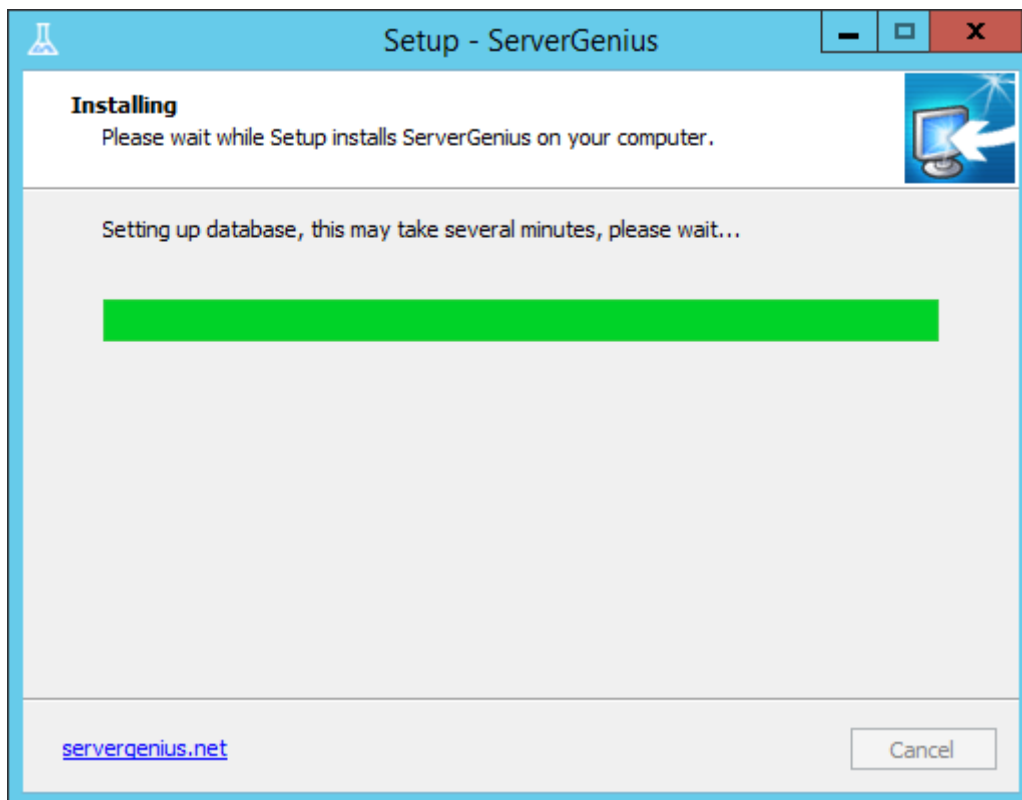 Setup - ServerGenius
Installing
Please wait while Setup installs ServerGenius on your computer.
Setting up database, this may take several minutes, please wait...
servergenius.net
Cancel